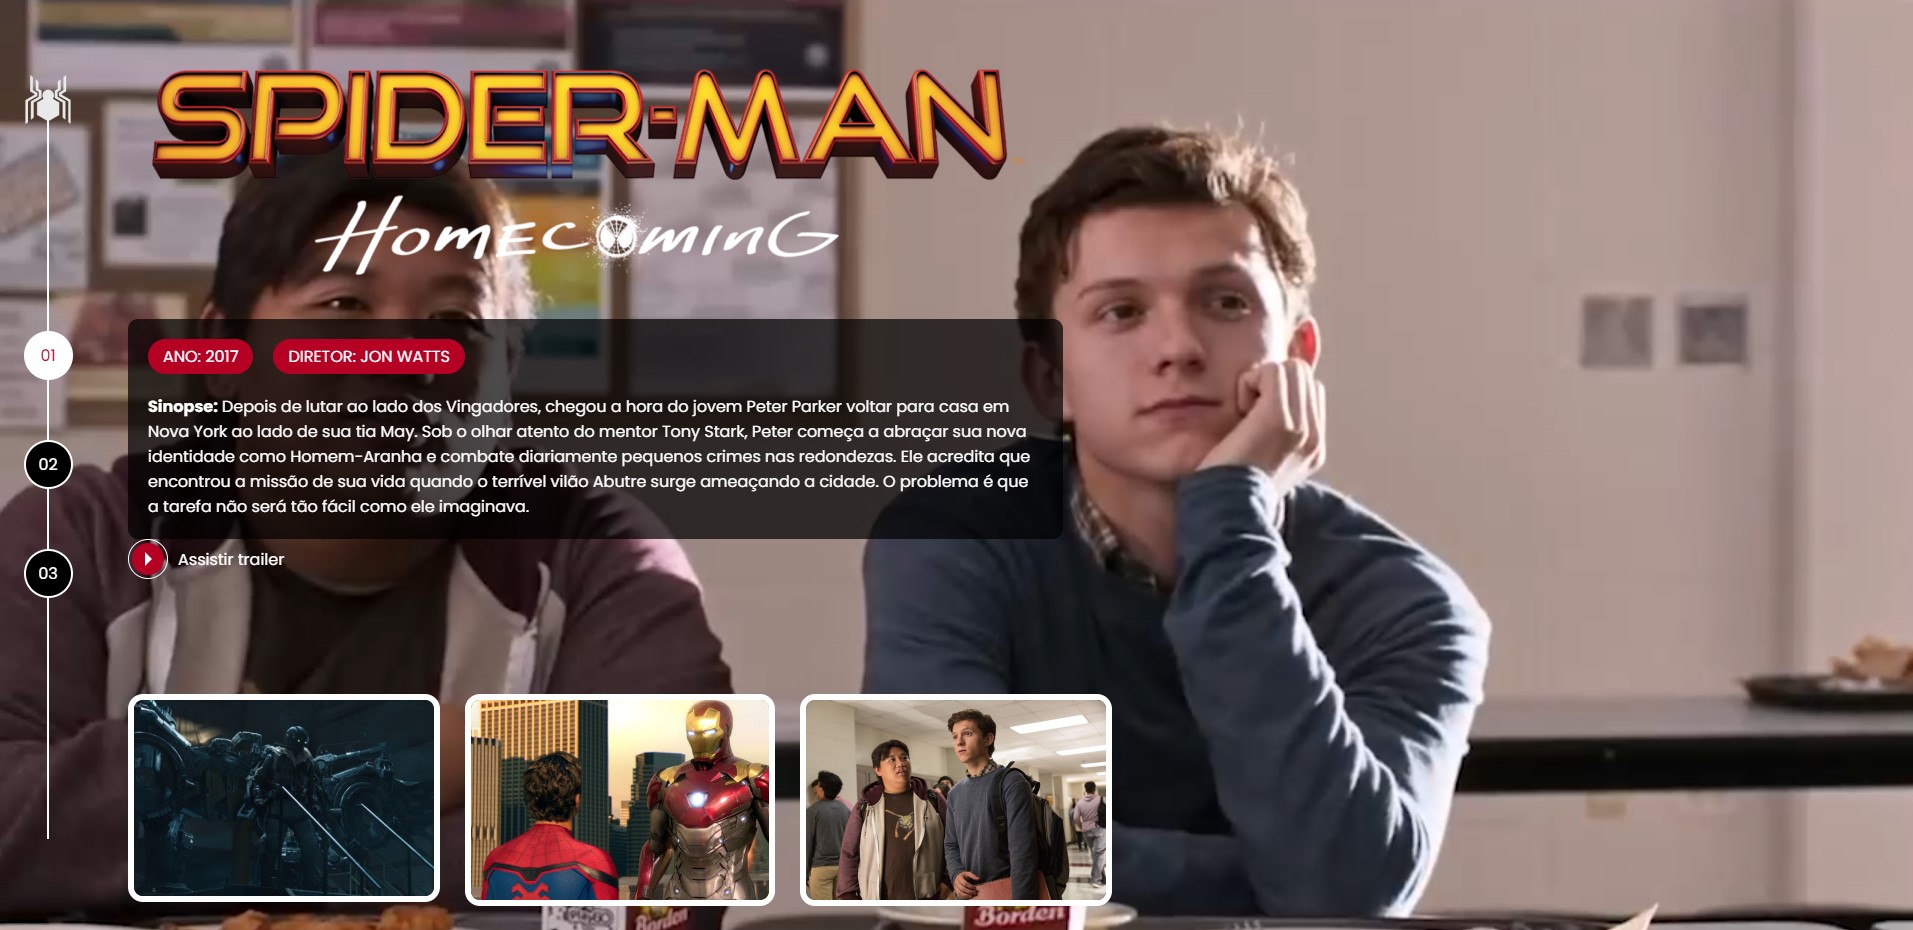 SPIDER-MAN
HOMECOMING
01
ANO: 2017
DIRETOR: JON WATTS
Sinopse: Depois de lutar ao lado dos Vingadores, chegou a hora do jovem Peter Parker voltar para casa em
Nova York ao lado de sua tia May. Sob o olhar atento do mentor Tony Stark, Peter começa a abraçar sua nova
identidade como Homem-Aranha e combate diariamente pequenos crimes nas redondezas. Ele acredita que
02
encontrou a missão de sua vida quando o terrível vilão Abutre surge ameaçando a cidade. O problema é que
a tarefa não será tão fácil como ele imaginava.
Assistir trailer
03
Borden
Borden